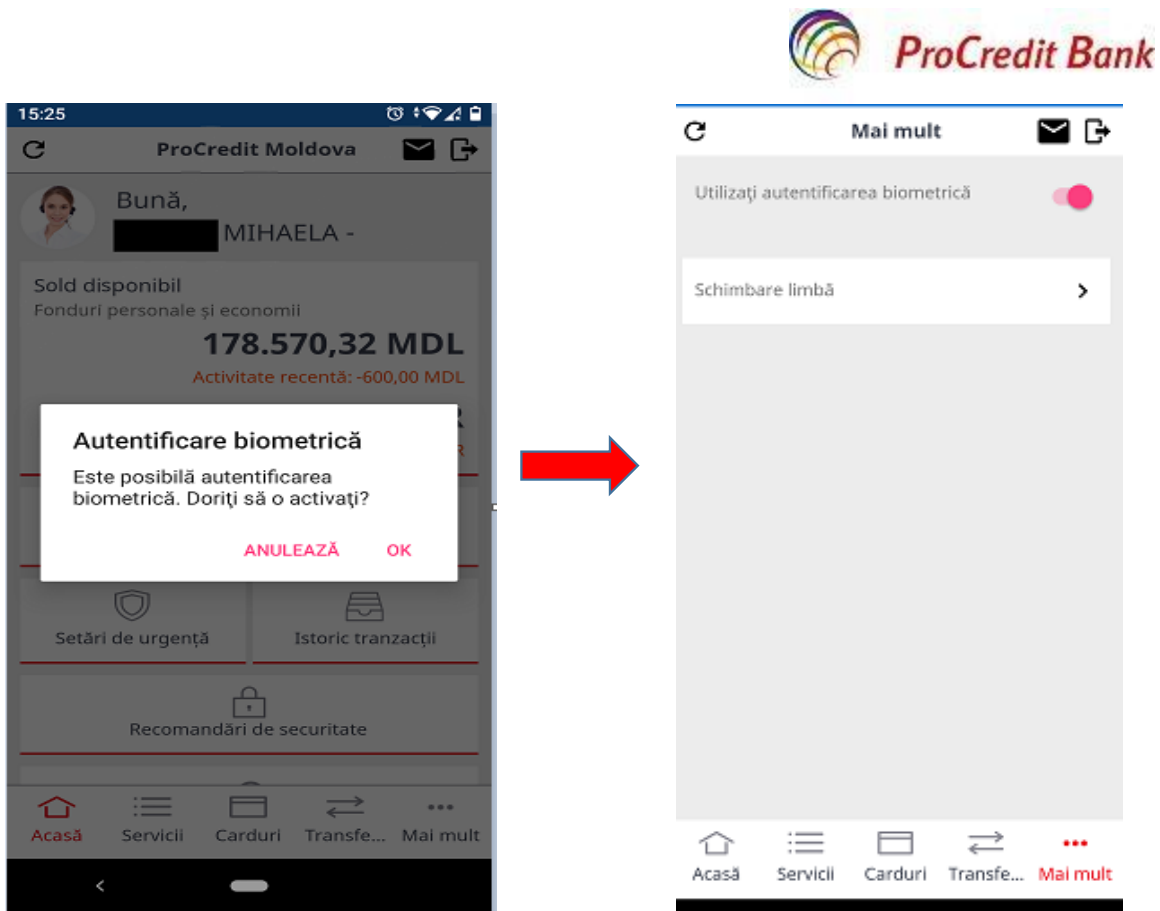 ProCredit Bank
15:25
ProCredit Moldova
Bună,
MIHAELA -
Sold disponibil
Fonduri personale și economii
178.570,32 MDL
Activitate recentă: -600,00 MDL
Autentificare biometrică
Este posibilă autentificarea
biometrică. Doriţi să o activaţi?
ANULEAZĂ OK
Setări de urgență Istoric tranzacții
Recomandări de securitate
Acasă Servicii Carduri Transfe... Mai mult
Mai mult
Utilizaţi autentificarea biometrică
Schimbare limbă
Acasă Servicii Carduri Transfe... Mai mult